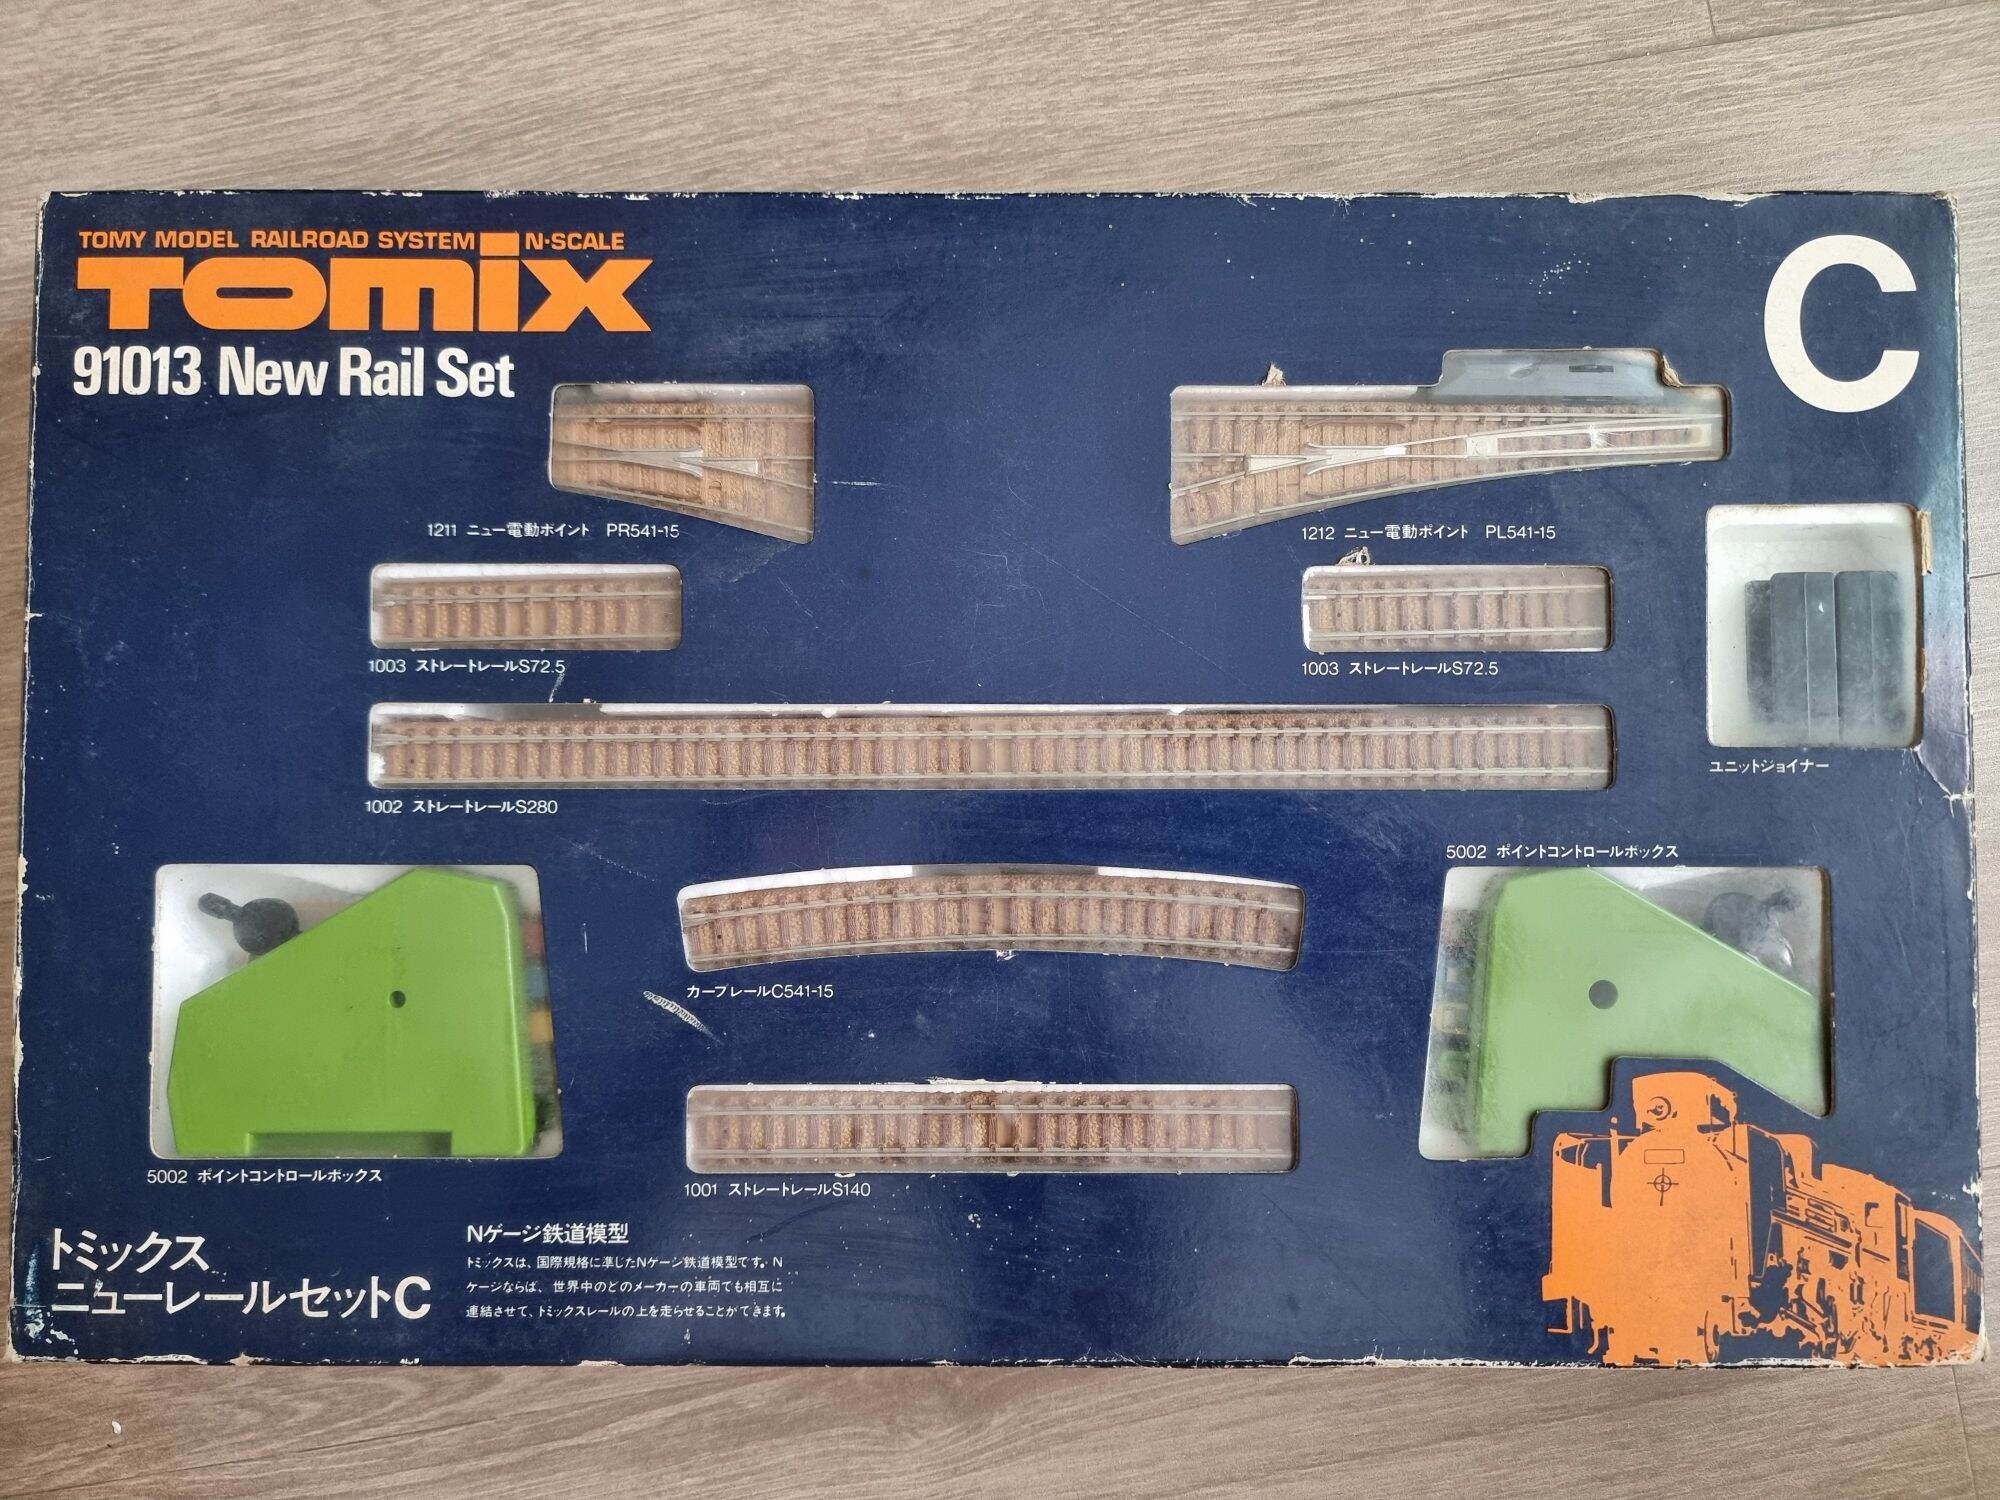 TOMY MODEL RAILROAD SYSTEM N·SCALE
TOMIX
91013 New Rail Set
C
1211 ニュー電動ポイント PR541-15
1212 ニュー電動ポイント PL541-15
1003 ストレートレールS72.5
1003 ストレートレールS72.5
ユニットジョイナー
1002 ストレートレールS280
5002 ポイントコントロールボックス
カーブレールC541-15
5002 ポイントコントロールボックス
1001 ストレートレールS140
トミックス
ニューレールセットC
Nゲージ鉄道模型
トミックスは、国際規格に準じたNゲージ鉄道模型です。N
ゲージならば、世界中のどのメーカーの車両でも相互に
連結させて、トミックスレールの上を走らせることができます。